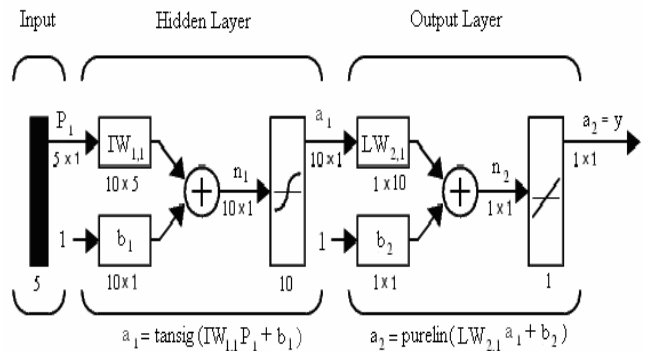 Input Hidden Layer Output Layer
P1 a1 a2 = y
IW1,1 LW2,1
5 x 1 10 x 1 1 x 1
n1 n2
10 x 5 1 x 10
10 x 1 1 x 1
1 b1 1 b2
5 10 x 1 10 1 x 1 1
a1 = tansig (IW1,1 P1 + b1) a2 = purelin (LW2,1 a1 + b2)